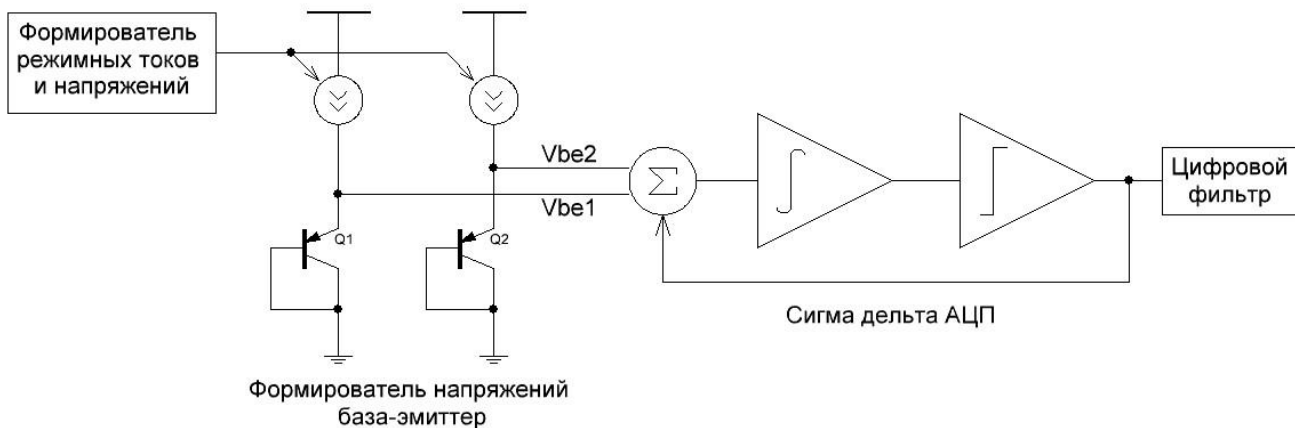 Формирователь
режимных токов
и напряжений
Vbe2
Vbe1
Σ
Q1
Q2
Цифровой
фильтр
Сигма дельта АЦП
Формирователь напряжений
база-эмиттер